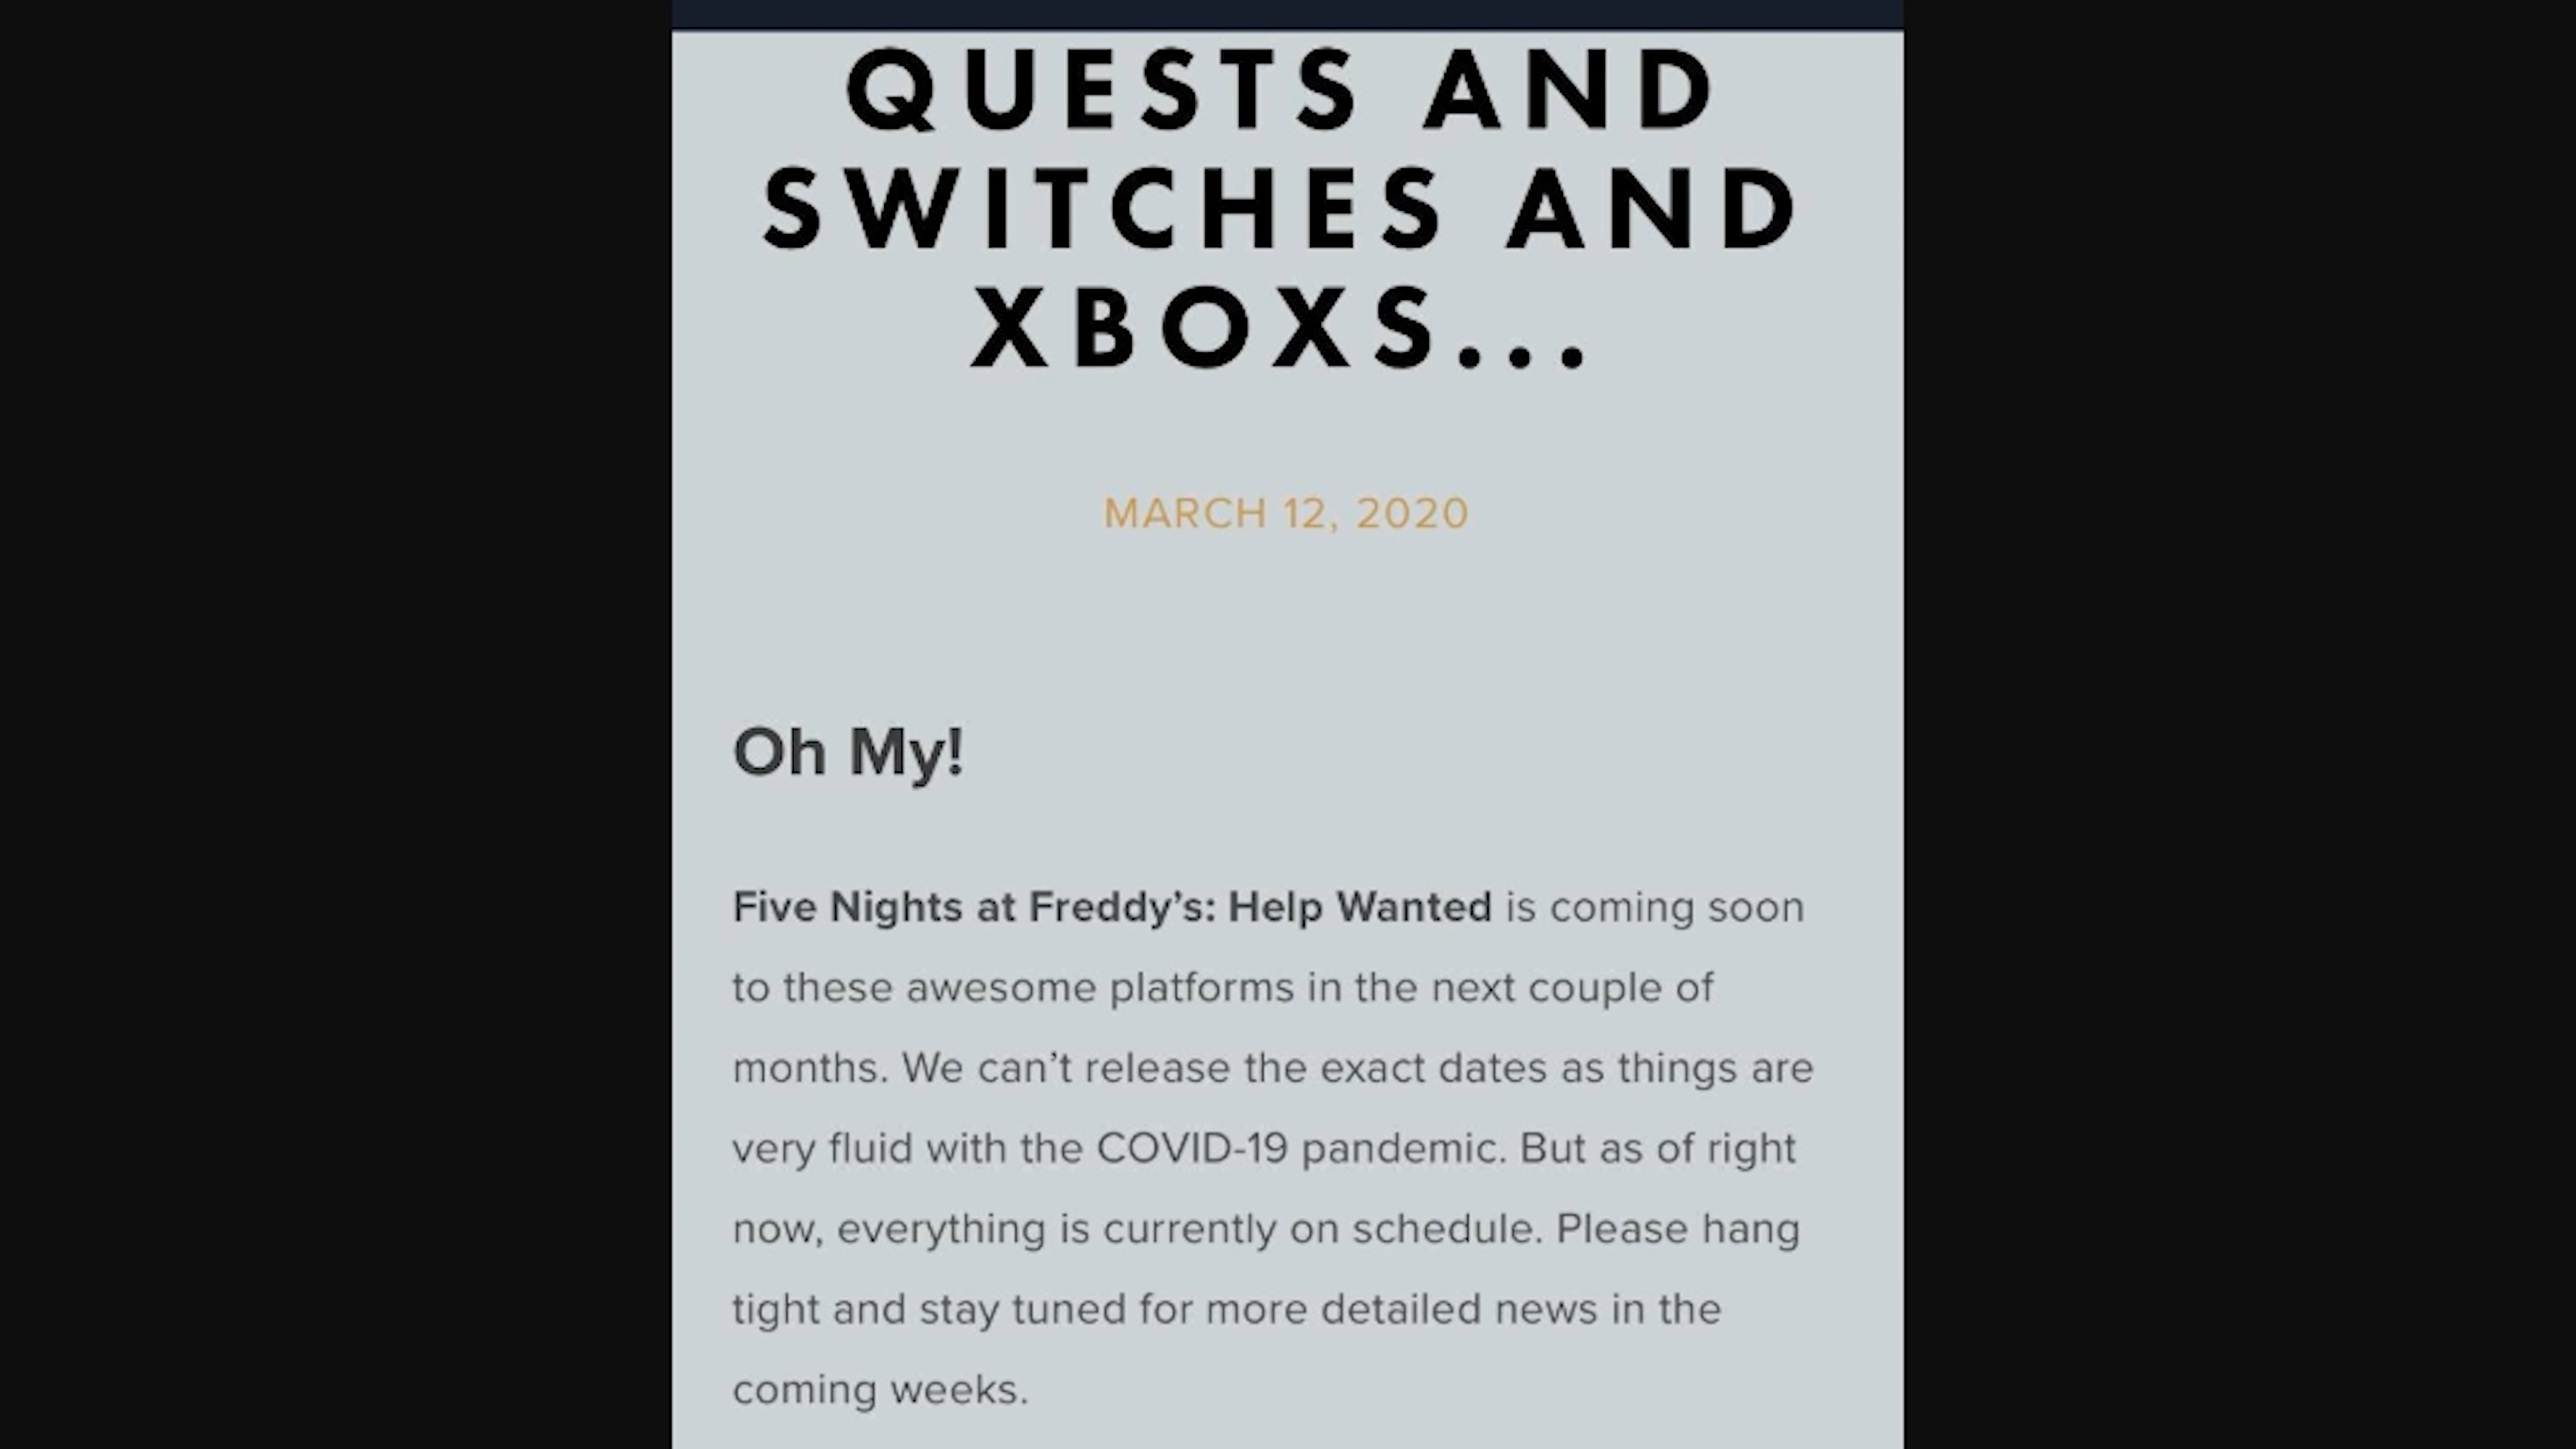 QUESTS AND
SWITCHES AND
XBOXS...
MARCH 12, 2020
Oh My!
Five Nights at Freddy's: Help Wanted is coming soon
to these awesome platforms in the next couple of
months. We can't release the exact dates as things are
very fluid with the COVID-19 pandemic. But as of right
now, everything is currently on schedule. Please hang
tight and stay tuned for more detailed news in the
coming weeks.